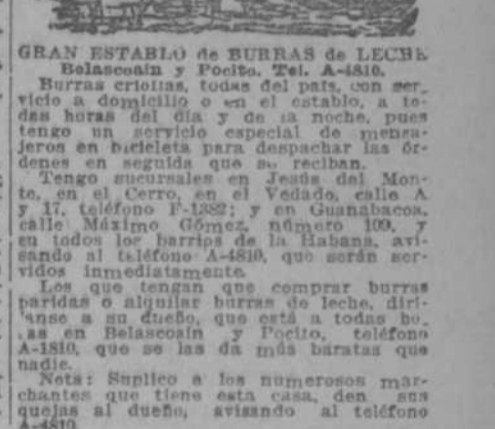 GRAN ESTABLO de BURRAS de LECHE
Belascoaín y Pocito. Tel. A-4810.
Burras criollas, todas del país, con ser-
vicio a domicilio o en el establo, a to-
das horas del día y de la noche, pues
tengo un servicio especial de mensa-
jeros en bicicleta para despachar las ór-
denes en seguida que se reciban.
Tengo sucursales en Jesús del Mon-
te, en el Cerro, en el Vedado, calle A
y 17, teléfono F-1382; y en Guanabacoa,
calle Máximo Gómez, número 109, y
en todos los barrios de la Habana, avi-
sando al teléfono A-4810, que serán ser-
vidos inmediatamente.
Los que tengan que comprar burras
paridas o alquilar burras de leche, dirí-
janse a su dueño, que está a todas ho-
ras en Belascoaín y Pocito, teléfono
A-4810, que se las da más baratas que
nadie.
Nota: Suplico a los numerosos mar-
chantes que tiene esta casa, den sus
quejas al dueño, avisando al teléfono
A-4810